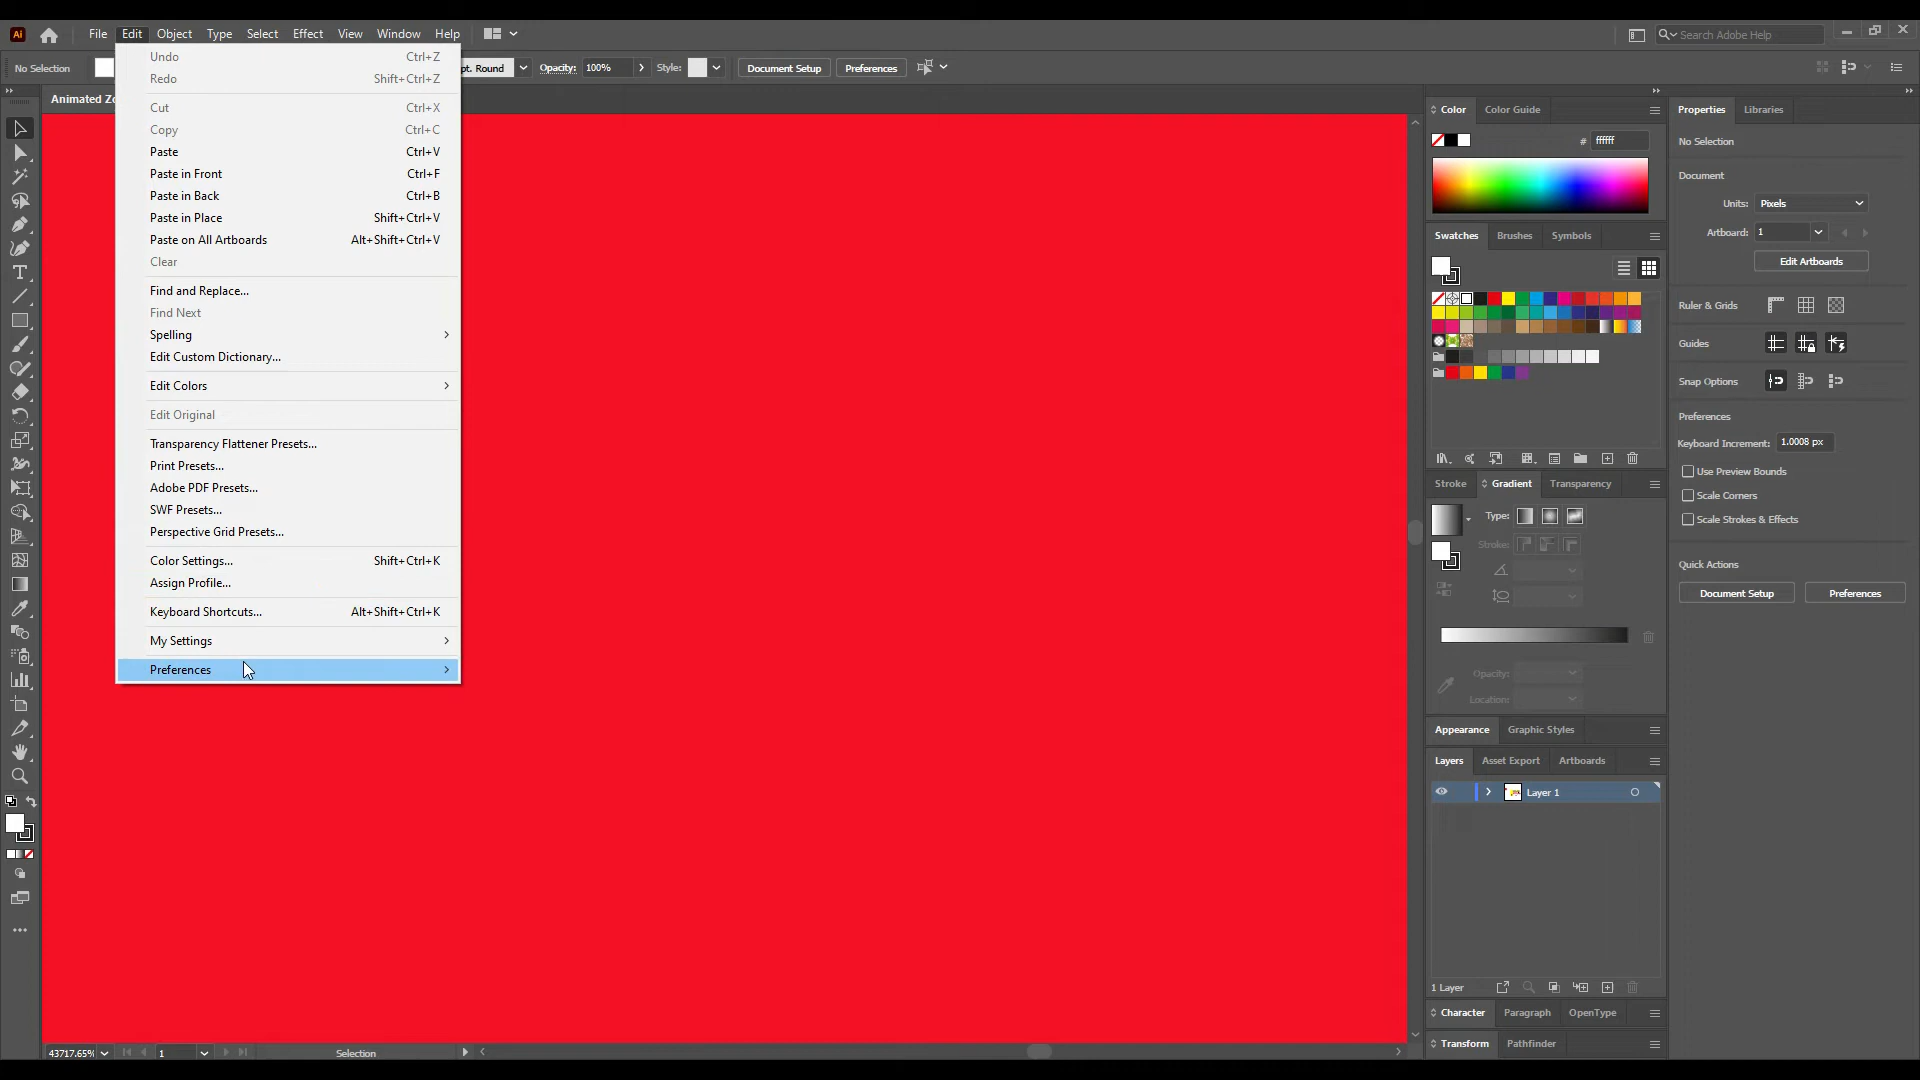 Ai File Edit Object Type Select Effect View Window Help
Search Adobe Help
No Selection
pt. Round Opacity: 100% Style: Document Setup Preferences
Animated Zo
Undo Ctrl+Z
Redo Shift+Ctrl+Z
Cut Ctrl+X
Copy Ctrl+C
Paste Ctrl+V
Paste in Front Ctrl+F
Paste in Back Ctrl+B
Paste in Place Shift+Ctrl+V
Paste on All Artboards Alt+Shift+Ctrl+V
Clear
Find and Replace...
Find Next
Spelling
Edit Custom Dictionary...
Edit Colors
Edit Original
Transparency Flattener Presets...
Print Presets...
Adobe PDF Presets...
SWF Presets...
Perspective Grid Presets...
Color Settings... Shift+Ctrl+K
Assign Profile...
Keyboard Shortcuts... Alt+Shift+Ctrl+K
My Settings
Preferences
43717.65% 1 Selection
Color Color Guide
# ffffff
Swatches Brushes Symbols
Stroke Gradient Transparency
Type:
Stroke:
Opacity:
Location:
Appearance Graphic Styles
Layers Asset Export Artboards
Layer 1
1 Layer
Character Paragraph OpenType
Transform Pathfinder
Properties Libraries
No Selection
Document
Units: Pixels
Artboard: 1
Edit Artboards
Ruler & Grids
Guides
Snap Options
Preferences
Keyboard Increment: 1.0008 px
Use Preview Bounds
Scale Corners
Scale Strokes & Effects
Quick Actions
Document Setup Preferences